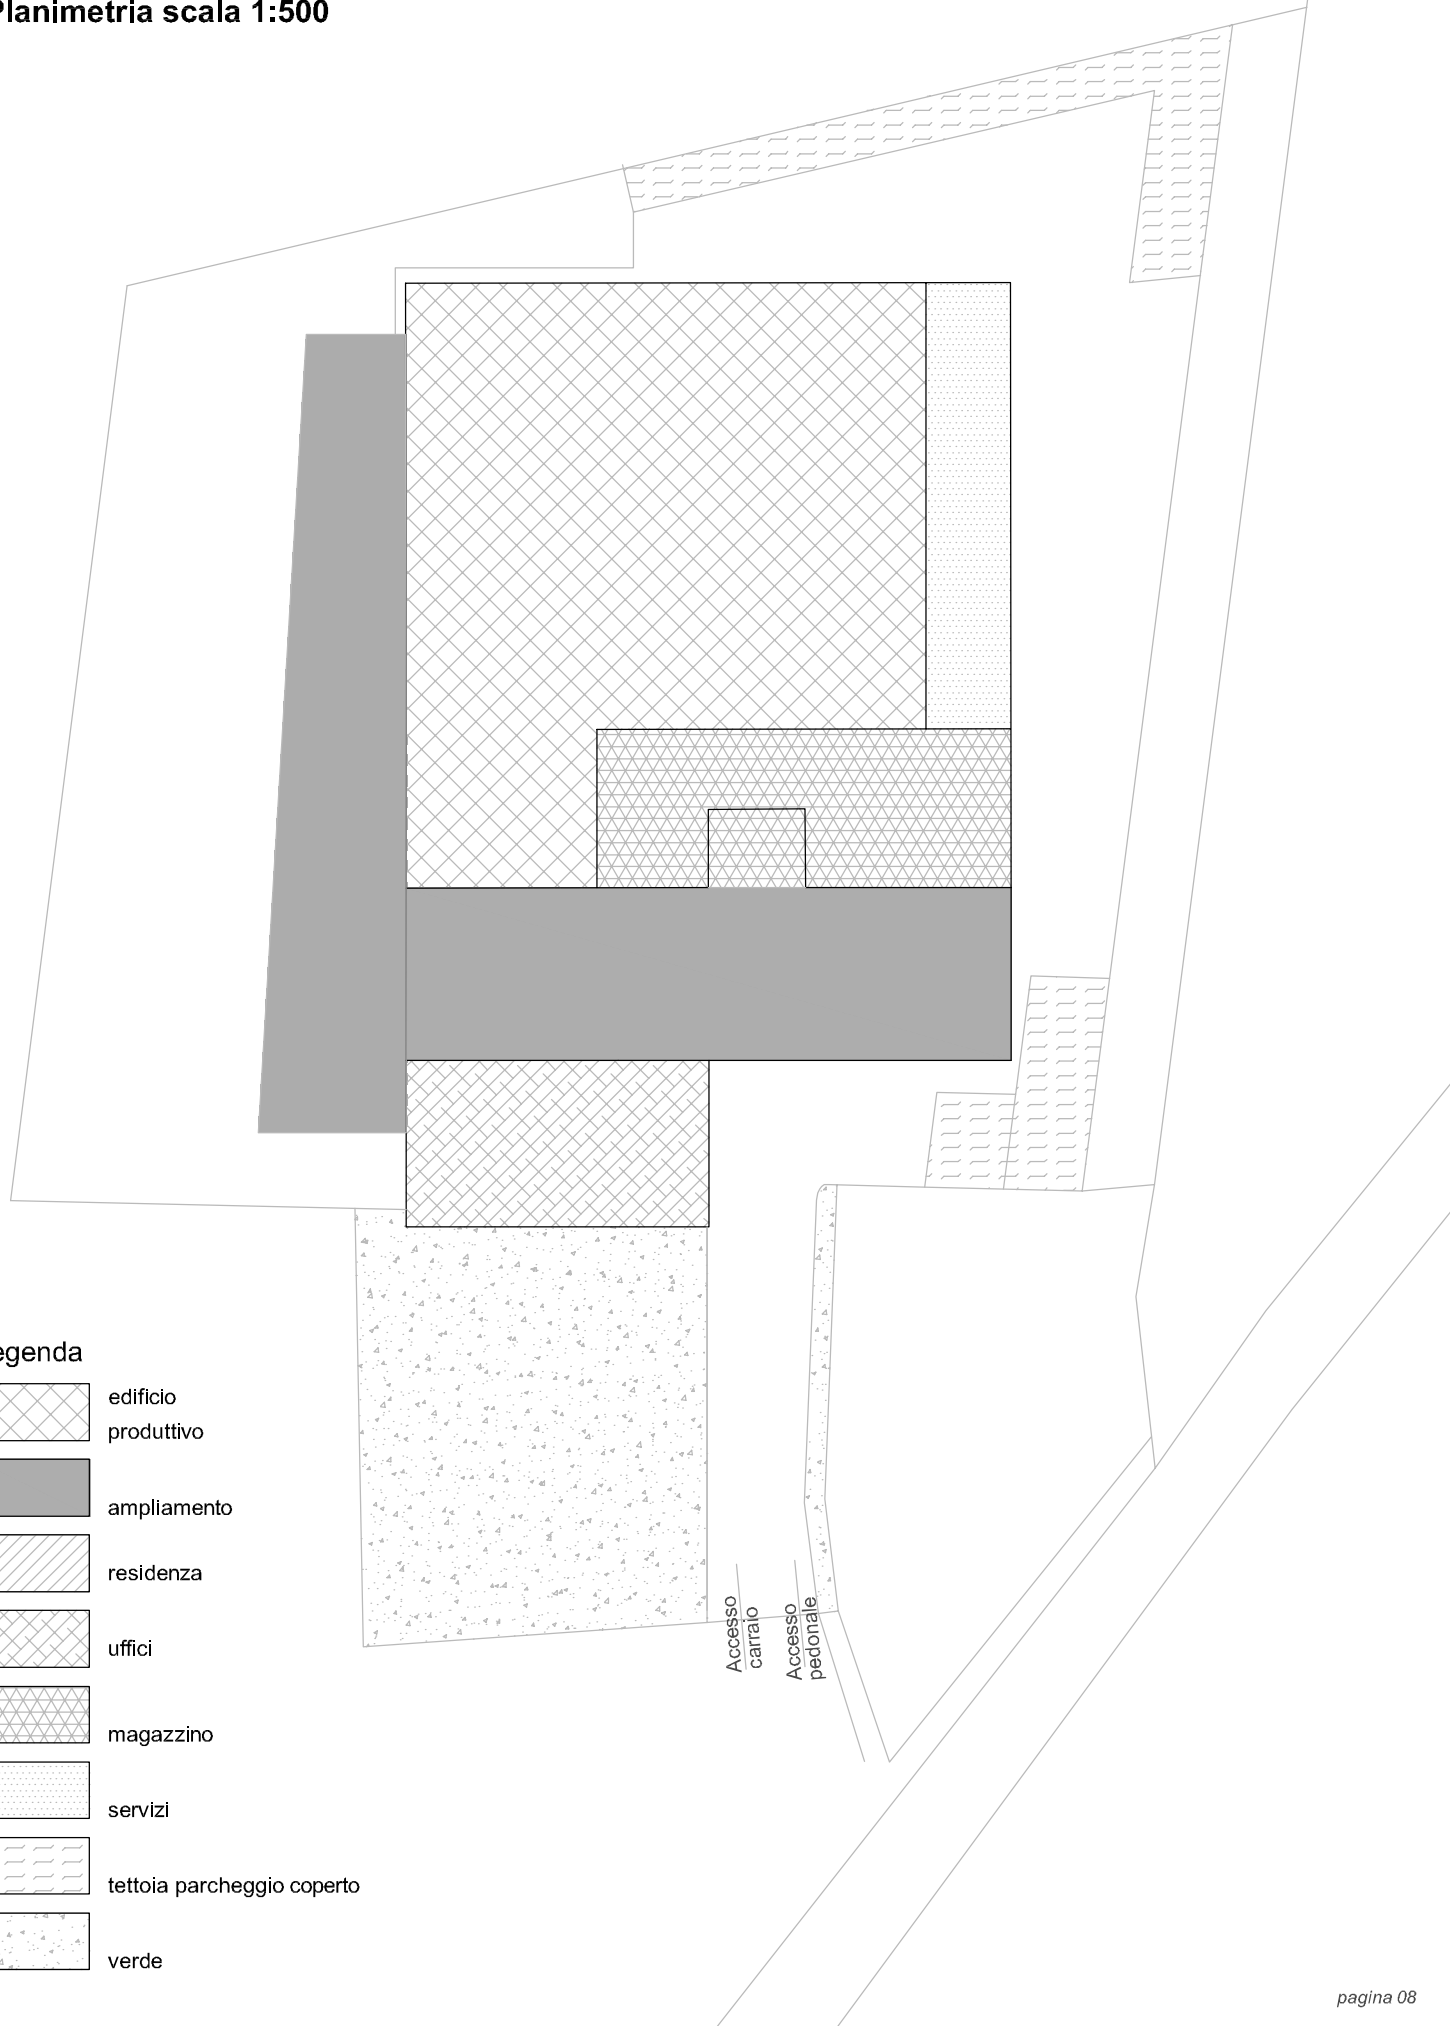 Planimetria scala 1:500
Accesso
carraio
Accesso
pedonale
egenda
edificio
produttivo
ampliamento
residenza
uffici
magazzino
servizi
tettoia parcheggio coperto
verde
pagina 08